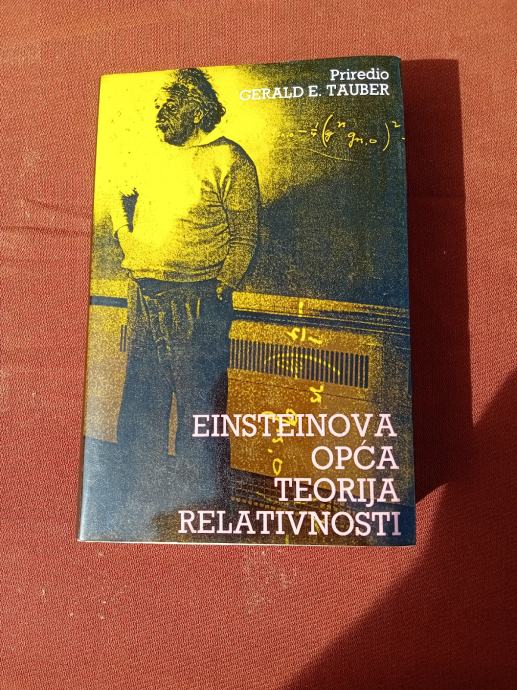 Priredio
GERALD E. TAUBER
EINSTEINOVA
OPĆA
TEORIJA
RELATIVNOSTI